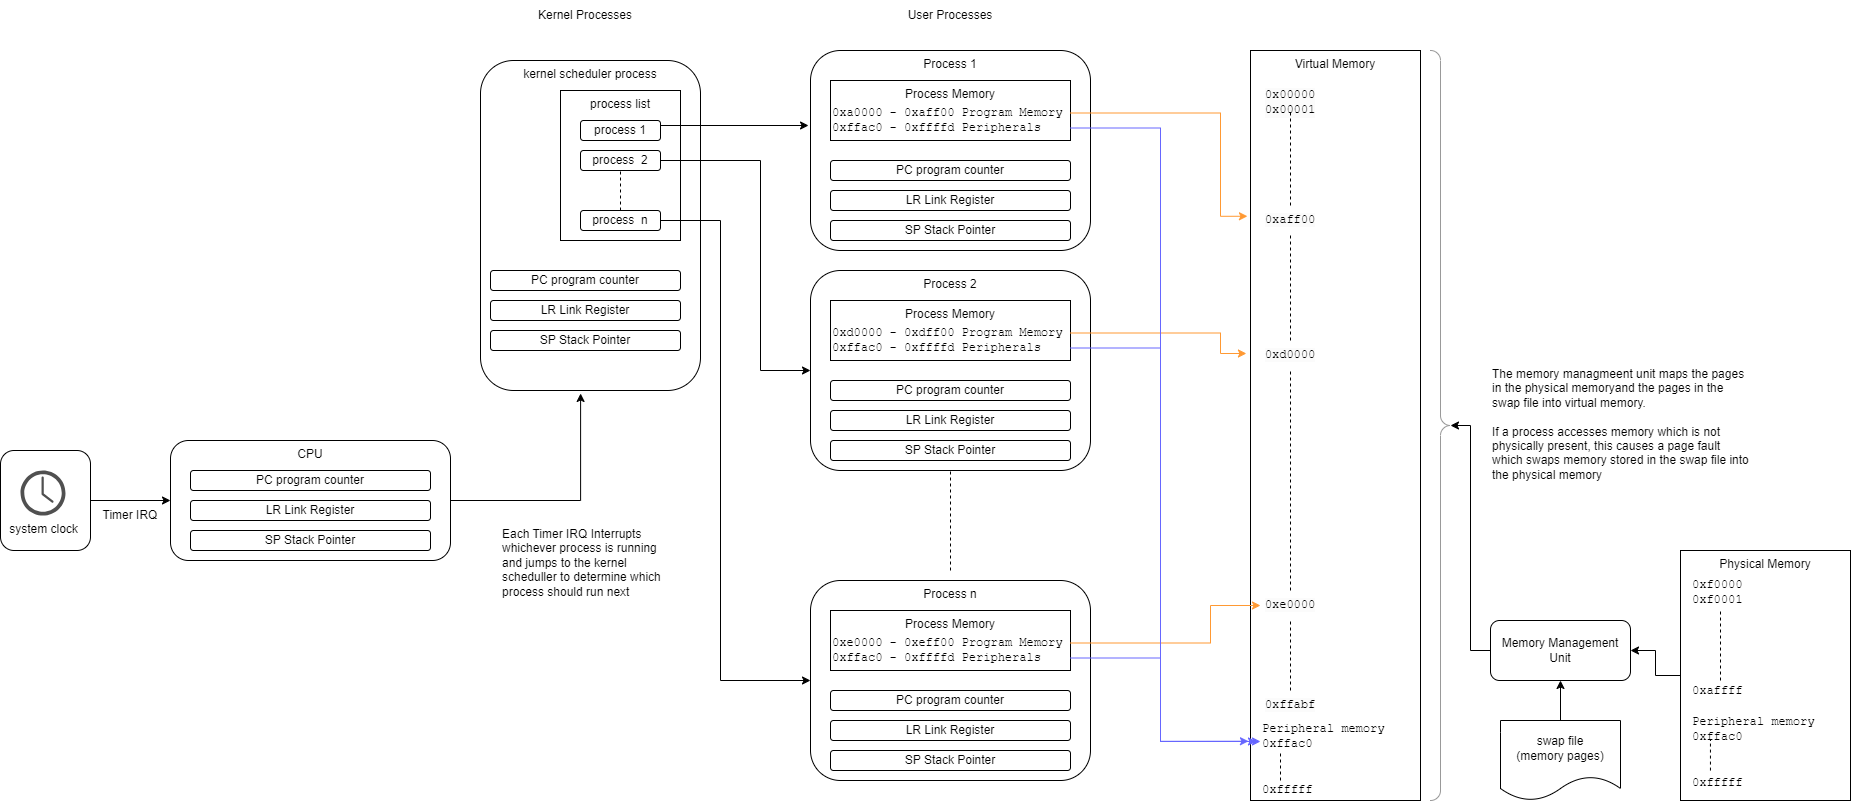 Kernel Processes
User Processes
kernel scheduler process
process list
process 1
process  2
process  n
PC program counter
LR Link Register
SP Stack Pointer
system clock
Timer IRQ
CPU
PC program counter
LR Link Register
SP Stack Pointer
Each Timer IRQ Interrupts
whichever process is running
and jumps to the kernel
scheduller to determine which
process should run next
Process 1
Process Memory
0xa0000 - 0xaff00 Program Memory
0xffac0 - 0xffffd Peripherals
PC program counter
LR Link Register
SP Stack Pointer
Process 2
Process Memory
0xd0000 - 0xdff00 Program Memory
0xffac0 - 0xffffd Peripherals
PC program counter
LR Link Register
SP Stack Pointer
Process n
Process Memory
0xe0000 - 0xeff00 Program Memory
0xffac0 - 0xffffd Peripherals
PC program counter
LR Link Register
SP Stack Pointer
Virtual Memory
0x00000
0x00001
0xaff00
0xd0000
0xe0000
0xffabf
Peripheral memory
0xffac0
0xfffff
The memory managmeent unit maps the pages
in the physical memoryand the pages in the
swap file into virtual memory.
If a process accesses memory which is not
physically present, this causes a page fault
which swaps memory stored in the swap file into
the physical memory
Memory Management
Unit
swap file
(memory pages)
Physical Memory
0xf0000
0xf0001
0xaffff
Peripheral memory
0xffac0
0xfffff